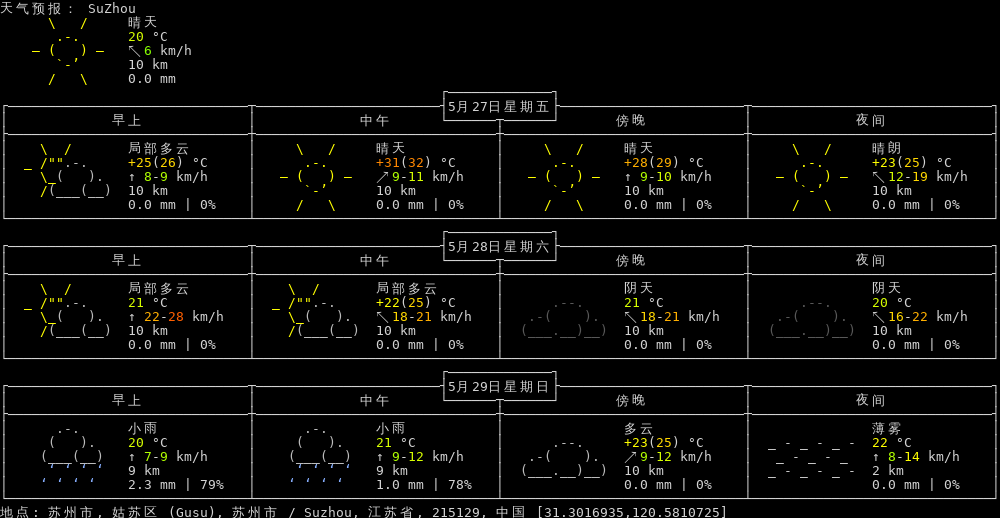 天气预报: SuZhou
晴天
20 °C
↖6 km/h
10 km
0.0 mm
5月27日星期五
早上 中午 傍晚 夜间
局部多云 晴天 晴天 晴朗
+25(26) °C +31(32) °C +28(29) °C +23(25) °C
↑ 8-9 km/h ↗9-11 km/h ↑ 9-10 km/h ↖12-19 km/h
10 km 10 km 10 km 10 km
0.0 mm | 0% 0.0 mm | 0% 0.0 mm | 0% 0.0 mm | 0%
5月28日星期六
早上 中午 傍晚 夜间
局部多云 局部多云 阴天 阴天
21 °C +22(25) °C 21 °C 20 °C
↑ 22-28 km/h ↖18-21 km/h ↖18-21 km/h ↖16-22 km/h
10 km 10 km 10 km 10 km
0.0 mm | 0% 0.0 mm | 0% 0.0 mm | 0% 0.0 mm | 0%
5月29日星期日
早上 中午 傍晚 夜间
小雨 小雨 多云 薄雾
20 °C 21 °C +23(25) °C 22 °C
↑ 7-9 km/h ↑ 9-12 km/h ↗9-12 km/h ↑ 8-14 km/h
9 km 9 km 10 km 2 km
2.3 mm | 79% 1.0 mm | 78% 0.0 mm | 0% 0.0 mm | 0%
地点: 苏州市, 姑苏区 (Gusu), 苏州市 / Suzhou, 江苏省, 215129, 中国 [31.3016935,120.5810725]